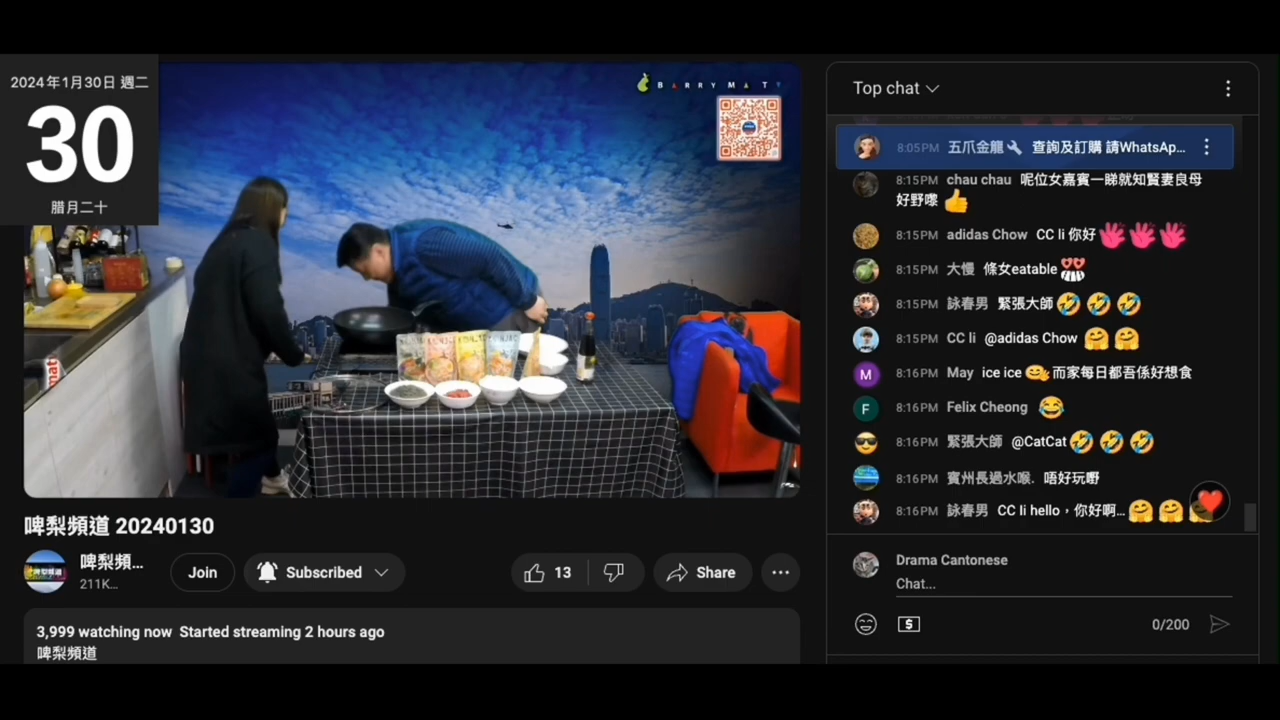 2024年1月30日 週二
30
腊月二十
BARRY MA TY
mat
啤梨頻道 20240130
啤梨頻...
211K...
Join
Subscribed
13
Share
3,999 watching now Started streaming 2 hours ago
啤梨頻道
Top chat
8:05PM 五爪金龍 查詢及訂購 請WhatsAp...
8:15PM chau chau 呢位女嘉賓一睇就知賢妻良母
好野嚟 👍
8:15PM adidas Chow CC li 你好
8:15PM 大慢 條女eatable
8:15PM 詠春男 緊張大師 🤣 🤣 🤣
8:15PM CC li @adidas Chow 🤗 🤗
M
8:16PM May ice ice 而家每日都吾係好想食
F
8:16PM Felix Cheong 😂
8:16PM 緊張大師 @CatCat 🤣 🤣 🤣
8:16PM 賓州長過水喉. 唔好玩嘢
8:16PM 詠春男 CC li hello，你好啊... 🤗 🤗
Drama Cantonese
Chat...
0/200